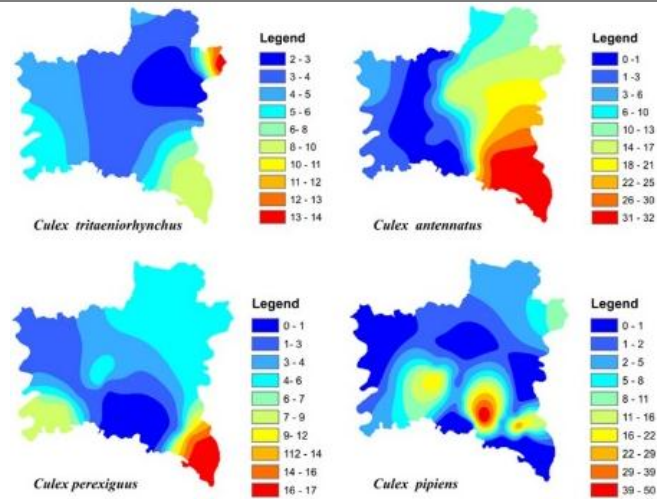 Legend
2 - 3
3 - 4
4 - 5
5 - 6
6 - 8
8 - 10
10 - 11
11 - 12
12 - 13
13 - 14
Culex tritaeniorhynchus
Legend
0 - 1
1 - 3
3 - 6
6 - 10
10 - 13
14 - 17
18 - 21
22 - 25
26 - 30
31 - 32
Culex antennatus
Legend
0 - 1
1 - 3
3 - 4
4 - 6
6 - 7
7 - 9
9 - 12
112 - 14
14 - 16
16 - 17
Culex perexiguus
Legend
0 - 1
1 - 2
2 - 5
5 - 8
8 - 11
11 - 16
16 - 22
22 - 29
29 - 39
39 - 50
Culex pipiens